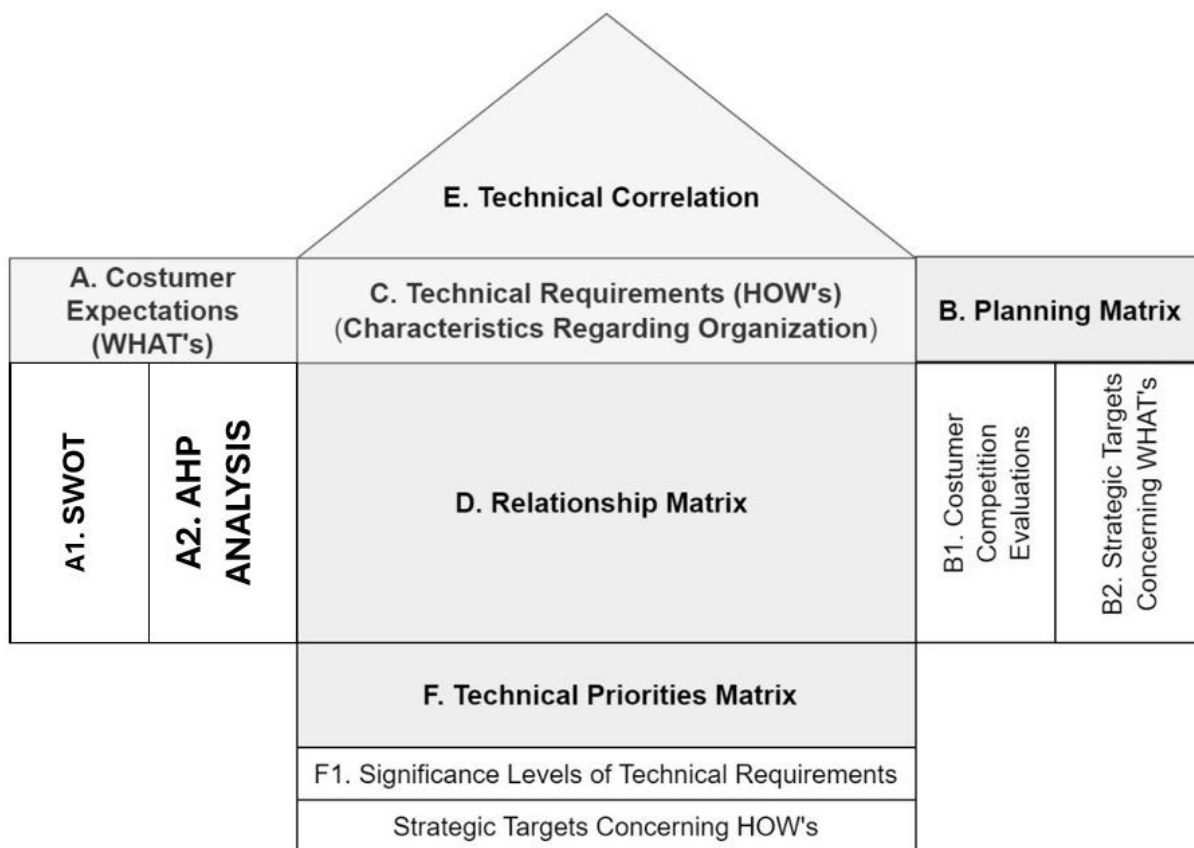 E. Technical Correlation
A. Costumer
Expectations
(WHAT's)
C. Technical Requirements (HOW's)
(Characteristics Regarding Organization)
B. Planning Matrix
A1. SWOT
A2. AHP
ANALYSIS
D. Relationship Matrix
B1. Costumer
Competition
Evaluations
B2. Strategic Targets
Concerning WHAT's
F. Technical Priorities Matrix
F1. Significance Levels of Technical Requirements
Strategic Targets Concerning HOW's